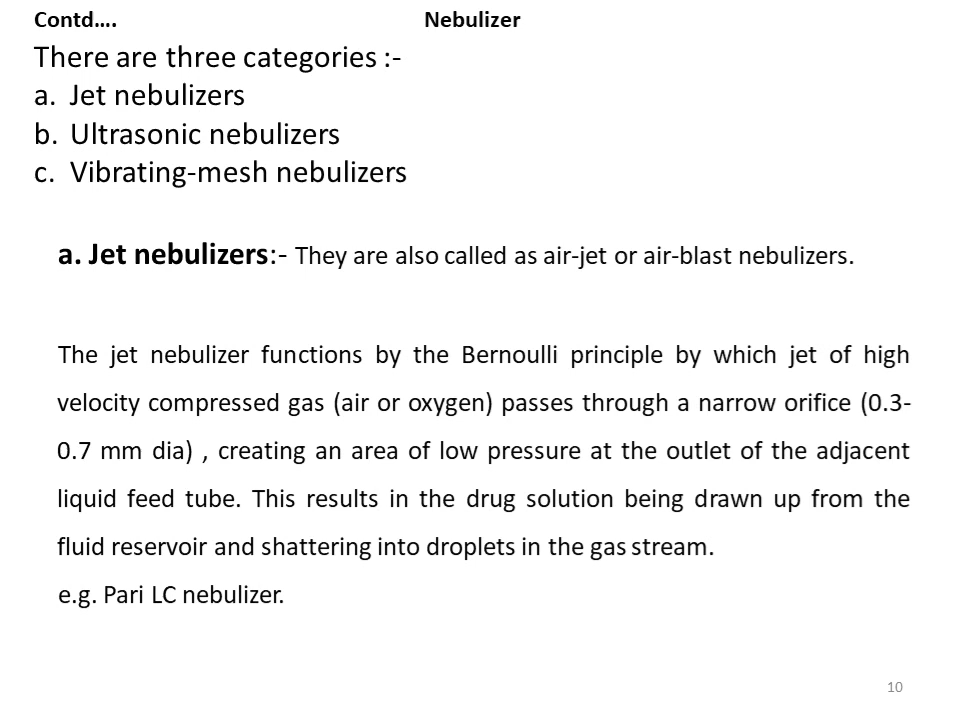 Contd…. Nebulizer
There are three categories :-
a. Jet nebulizers
b. Ultrasonic nebulizers
c. Vibrating-mesh nebulizers
a. Jet nebulizers:- They are also called as air-jet or air-blast nebulizers.
The jet nebulizer functions by the Bernoulli principle by which jet of high
velocity compressed gas (air or oxygen) passes through a narrow orifice (0.3-
0.7 mm dia) , creating an area of low pressure at the outlet of the adjacent
liquid feed tube. This results in the drug solution being drawn up from the
fluid reservoir and shattering into droplets in the gas stream.
e.g. Pari LC nebulizer.
10